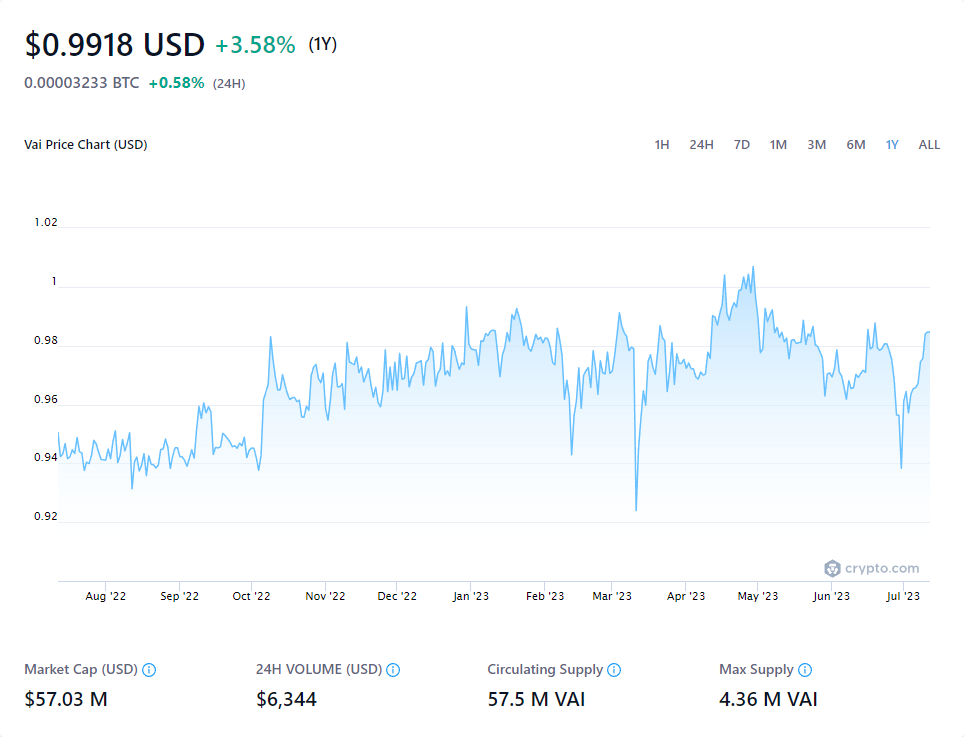 $0.9918 USD +3.58% (1Y)
0.00003233 BTC +0.58% (24H)
Vai Price Chart (USD)
1H 24H 7D 1M 3M 6M 1Y ALL
1.02
1
0.98
0.96
0.94
0.92
crypto.com
Aug '22 Sep '22 Oct '22 Nov '22 Dec '22 Jan '23 Feb '23 Mar '23 Apr '23 May '23 Jun '23 Jul '23
Market Cap (USD) 24H VOLUME (USD) Circulating Supply Max Supply
$57.03 M $6,344 57.5 M VAI 4.36 M VAI